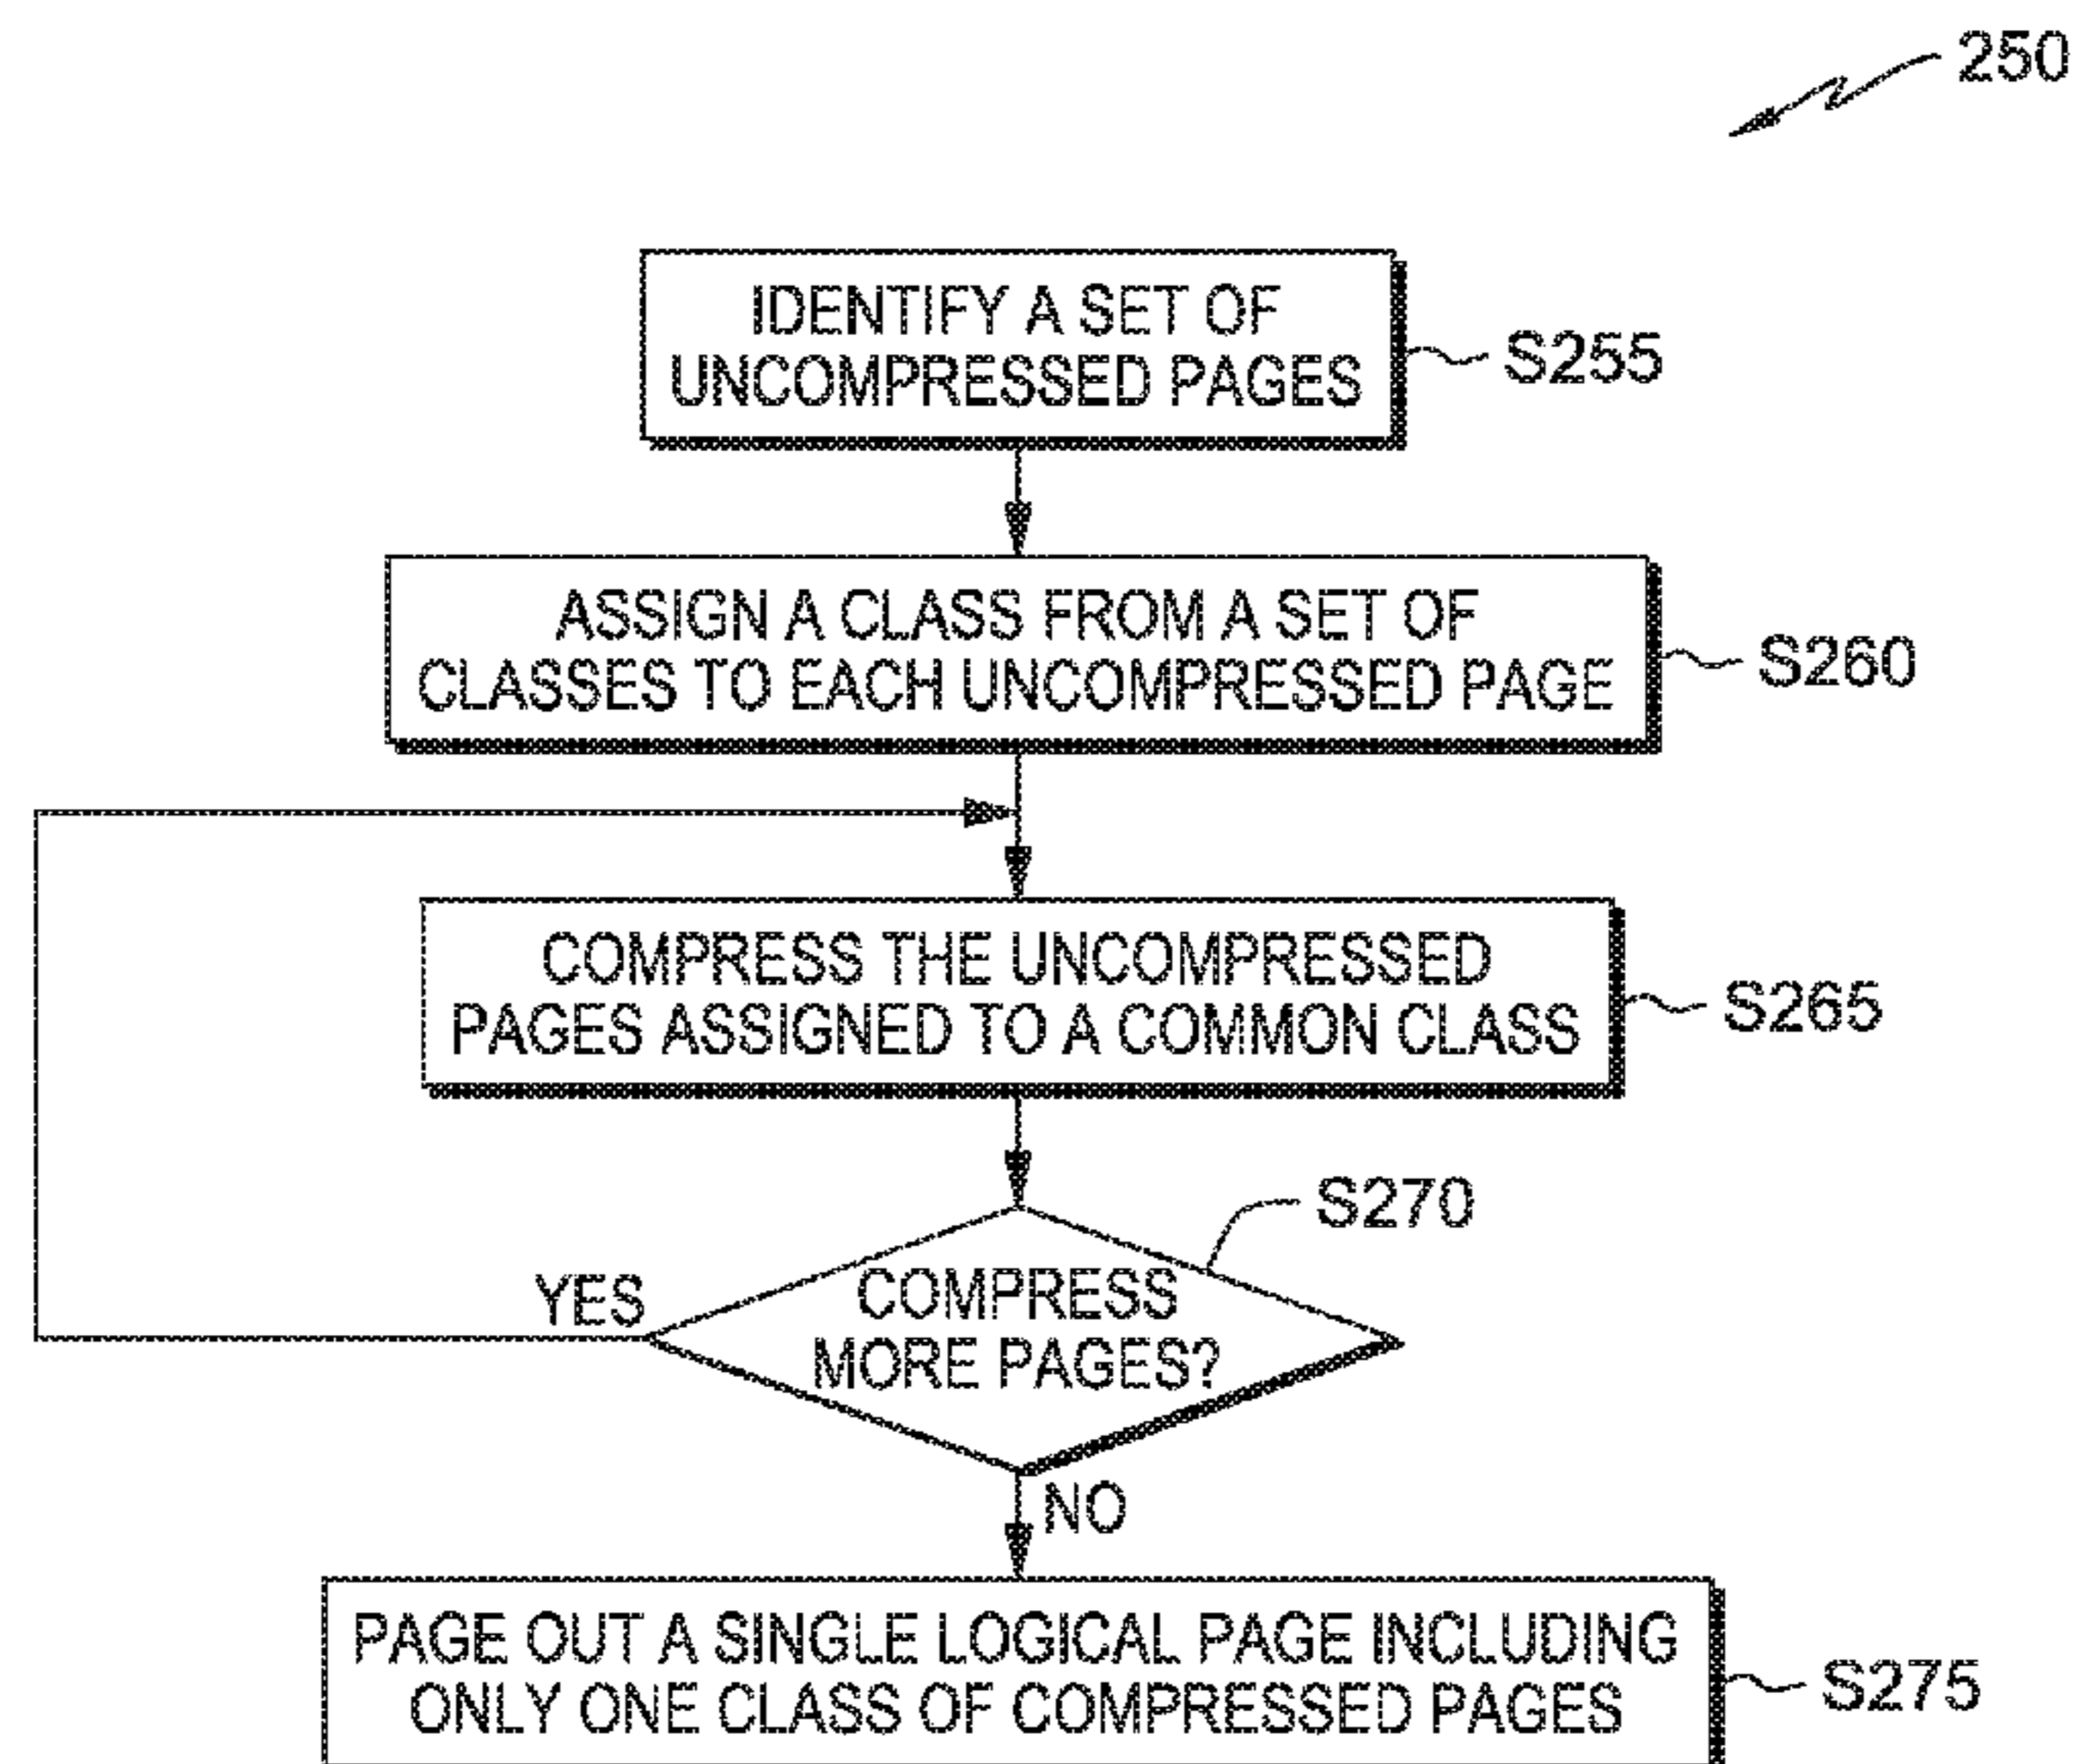 250
IDENTIFY A SET OF
UNCOMPRESSED PAGES
S255
ASSIGN A CLASS FROM A SET OF
CLASSES TO EACH UNCOMPRESSED PAGE
S260
COMPRESS THE UNCOMPRESSED
PAGES ASSIGNED TO A COMMON CLASS
S265
S270
YES
COMPRESS
MORE PAGES?
NO
PAGE OUT A SINGLE LOGICAL PAGE INCLUDING
ONLY ONE CLASS OF COMPRESSED PAGES
S275